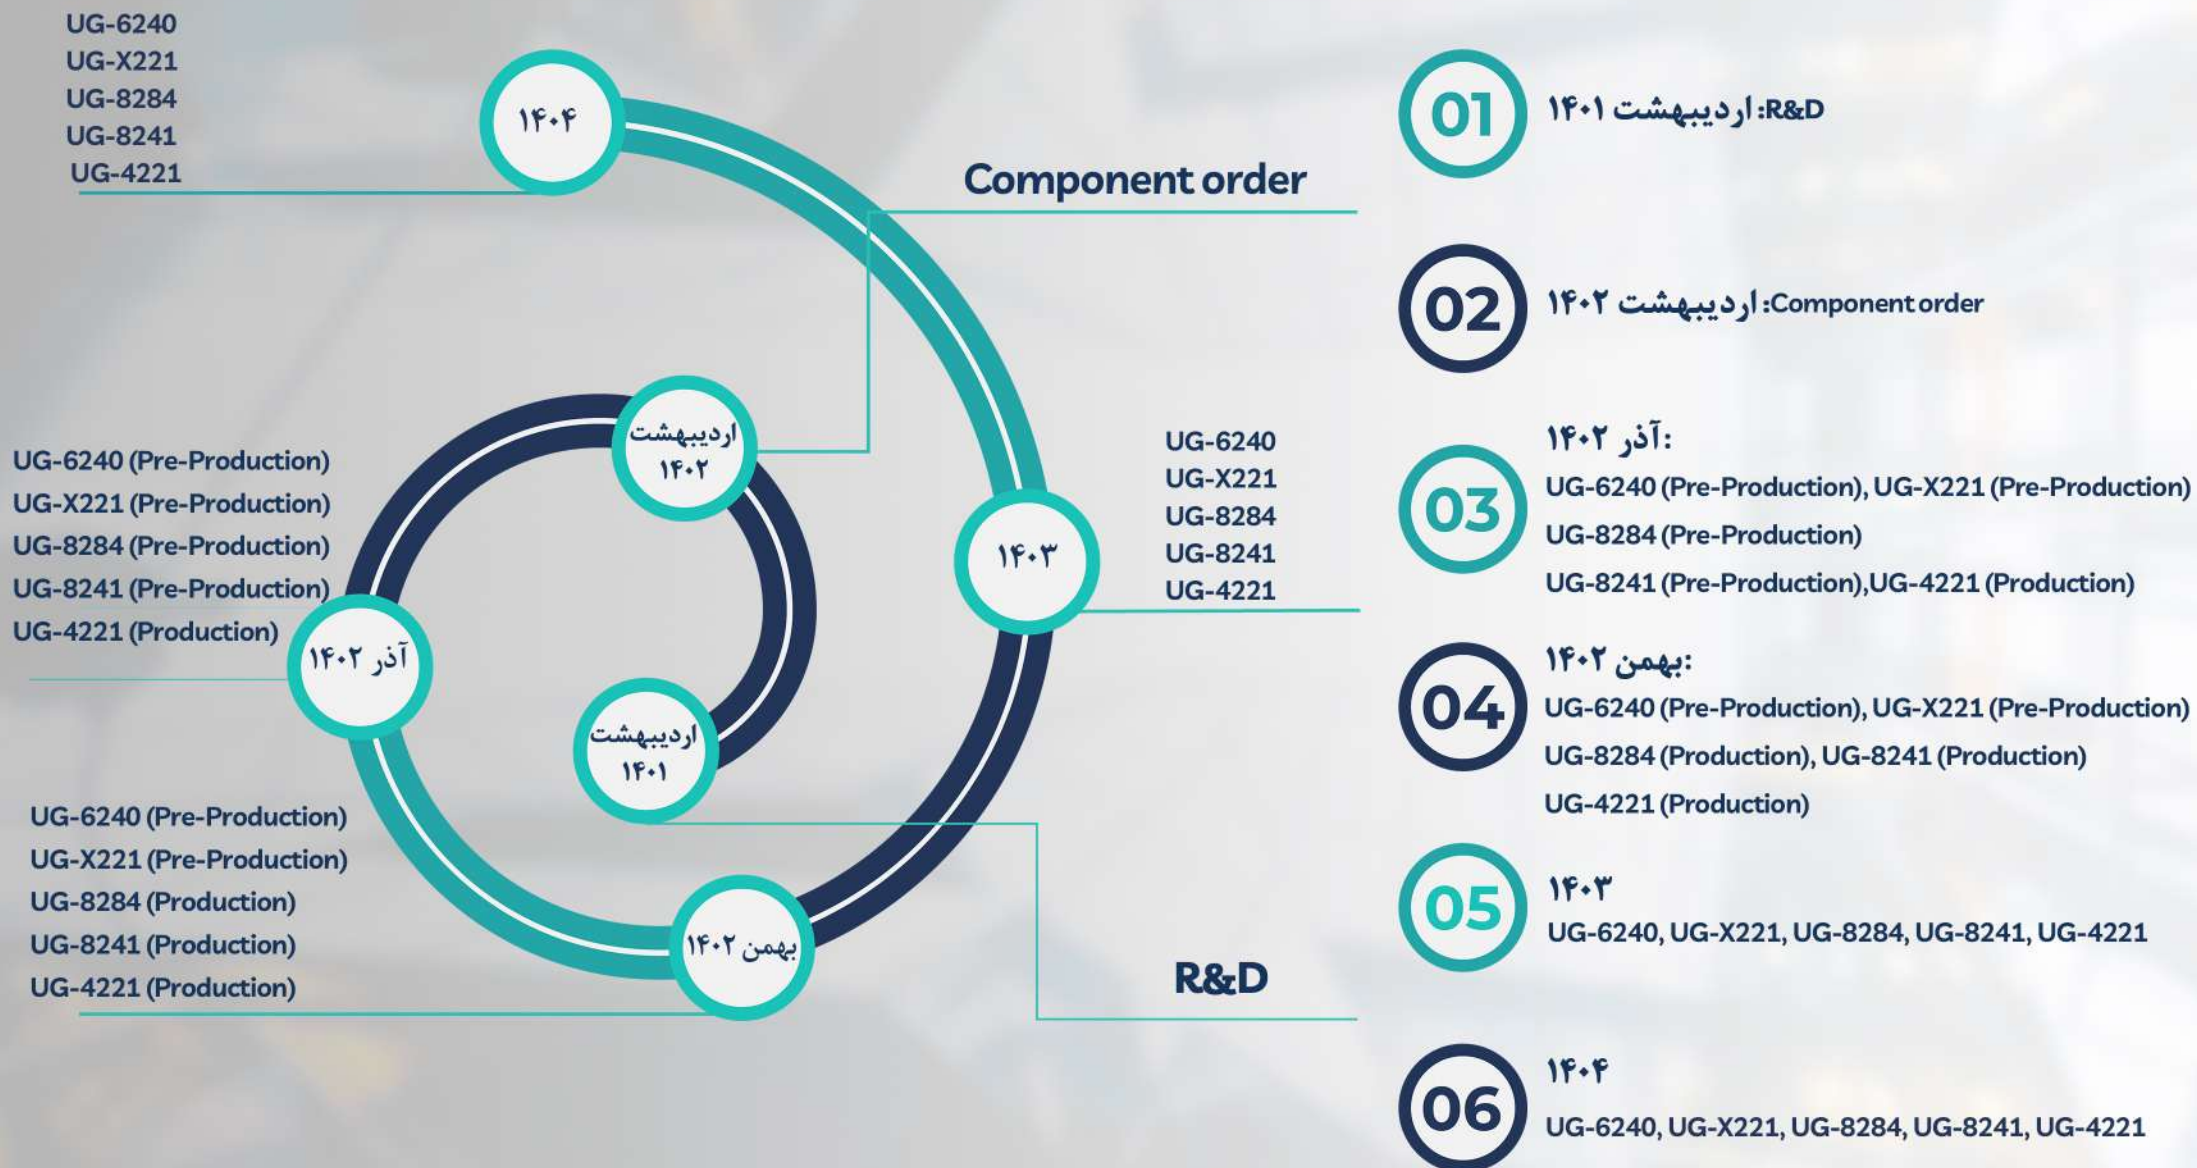 UG-6240
UG-X221
UG-8284
UG-8241
UG-4221
۱۴۰۴
Component order
اردیبهشت
۱۴۰۲
UG-6240 (Pre-Production)
UG-X221 (Pre-Production)
UG-8284 (Pre-Production)
UG-8241 (Pre-Production)
UG-4221 (Production)
آذر ۱۴۰۲
UG-6240
UG-X221
UG-8284
UG-8241
UG-4221
۱۴۰۳
اردیبهشت
۱۴۰۱
UG-6240 (Pre-Production)
UG-X221 (Pre-Production)
UG-8284 (Production)
UG-8241 (Production)
UG-4221 (Production)
بهمن ۱۴۰۲
R&D
01
R&D: اردیبهشت ۱۴۰۱
02
Component order: اردیبهشت ۱۴۰۲
03
آذر ۱۴۰۲:
UG-6240 (Pre-Production), UG-X221 (Pre-Production)
UG-8284 (Pre-Production)
UG-8241 (Pre-Production),UG-4221 (Production)
04
بهمن ۱۴۰۲:
UG-6240 (Pre-Production), UG-X221 (Pre-Production)
UG-8284 (Production), UG-8241 (Production)
UG-4221 (Production)
05
۱۴۰۳
UG-6240, UG-X221, UG-8284, UG-8241, UG-4221
06
۱۴۰۴
UG-6240, UG-X221, UG-8284, UG-8241, UG-4221